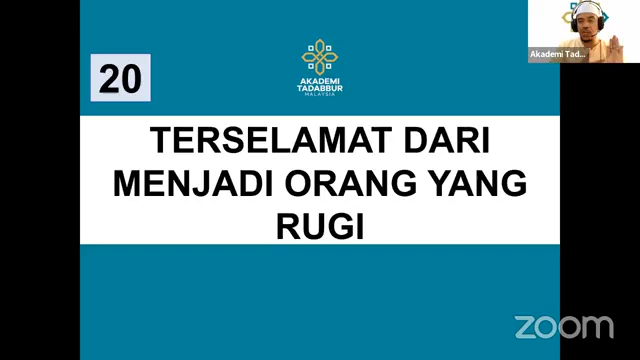 20
AKADEMI
TADABBUR
MALAYSIA
TERSELAMAT DARI
MENJADI ORANG YANG
RUGI
Akademi Tad...
zoom